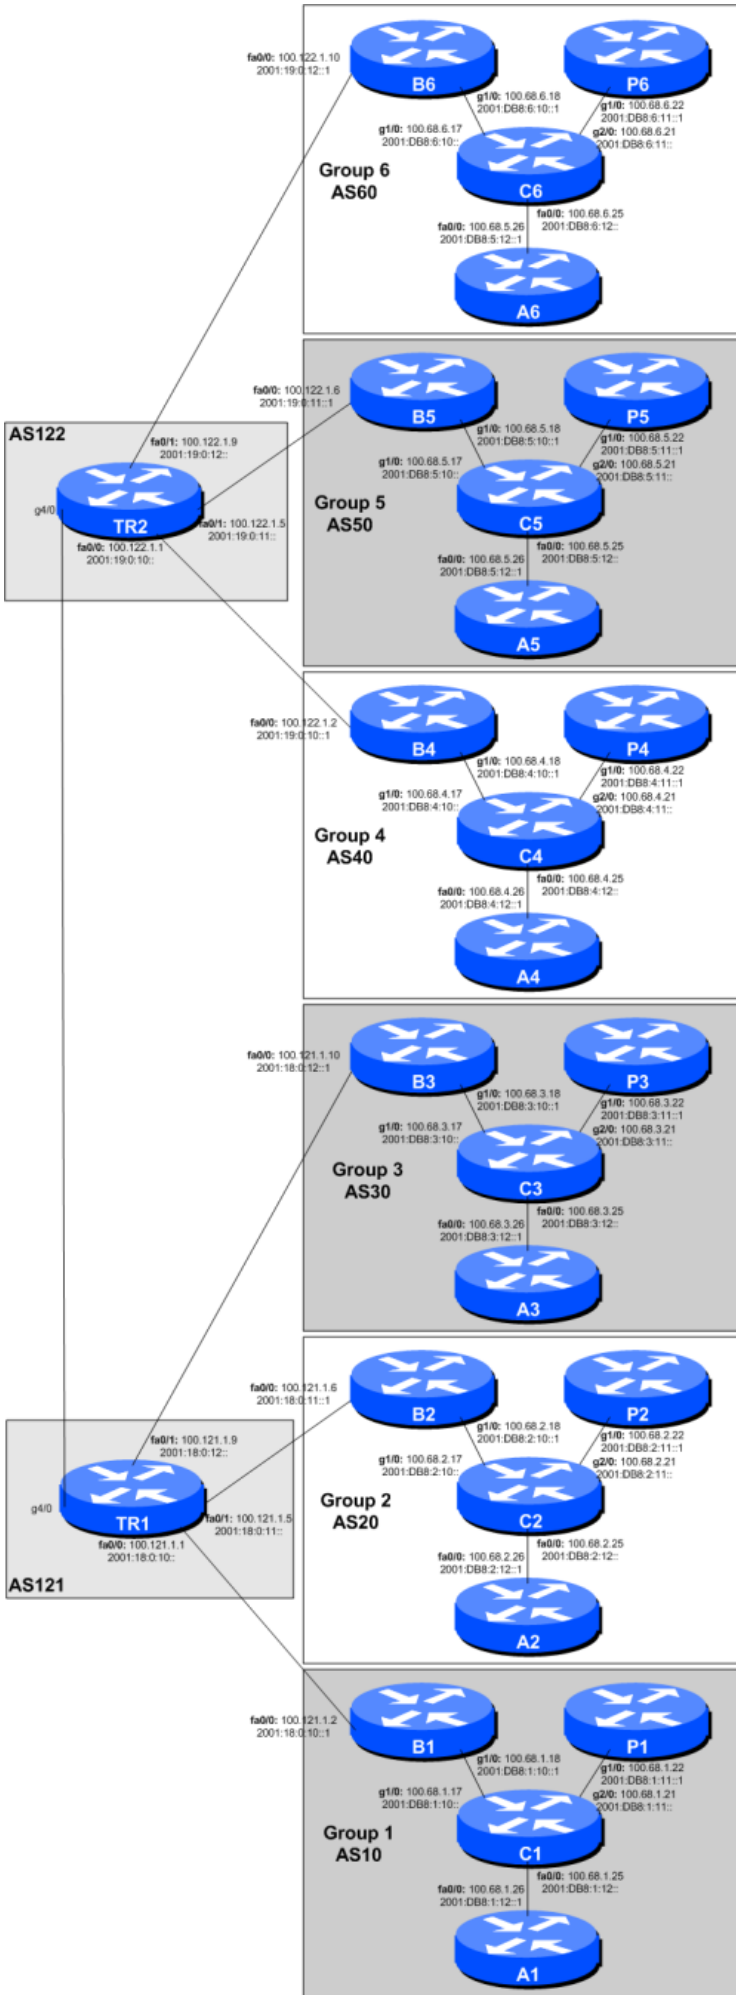 fa0/0: 100.122.1.10
2001:19:0:12::1
B6
P6
g1/0: 100.68.6.18
2001:DB8:6:10::1
g1/0: 100.68.6.22
2001:DB8:6:11::1
g1/0: 100.68.6.17
2001:DB8:6:10::
g2/0: 100.68.6.21
2001:DB8:6:11::
Group 6
AS60
C6
fa0/0: 100.68.6.25
2001:DB8:6:12::
fa0/0: 100.68.5.26
2001:DB8:5:12::1
A6
fa0/0: 100.122.1.6
2001:19:0:11::1
B5
P5
g1/0: 100.68.5.18
2001:DB8:5:10::1
g1/0: 100.68.5.22
2001:DB8:5:11::1
g1/0: 100.68.5.17
2001:DB8:5:10::
g2/0: 100.68.5.21
2001:DB8:5:11::
Group 5
AS50
C5
fa0/0: 100.68.5.25
2001:DB8:5:12::
fa0/0: 100.68.5.26
2001:DB8:5:12::1
A5
AS122
fa0/1: 100.122.1.9
2001:19:0:12::
g4/0
TR2
fa0/1: 100.122.1.5
2001:19:0:11::
fa0/0: 100.122.1.1
2001:19:0:10::
fa0/0: 100.122.1.2
2001:19:0:10::1
B4
P4
g1/0: 100.68.4.18
2001:DB8:4:10::1
g1/0: 100.68.4.22
2001:DB8:4:11::1
g1/0: 100.68.4.17
2001:DB8:4:10::
g2/0: 100.68.4.21
2001:DB8:4:11::
Group 4
AS40
C4
fa0/0: 100.68.4.25
2001:DB8:4:12::
fa0/0: 100.68.4.26
2001:DB8:4:12::1
A4
fa0/0: 100.121.1.10
2001:18:0:12::1
B3
P3
g1/0: 100.68.3.18
2001:DB8:3:10::1
g1/0: 100.68.3.22
2001:DB8:3:11::1
g1/0: 100.68.3.17
2001:DB8:3:10::
g2/0: 100.68.3.21
2001:DB8:3:11::
Group 3
AS30
C3
fa0/0: 100.68.3.25
2001:DB8:3:12::
fa0/0: 100.68.3.26
2001:DB8:3:12::1
A3
fa0/0: 100.121.1.6
2001:18:0:11::1
B2
P2
g1/0: 100.68.2.18
2001:DB8:2:10::1
g1/0: 100.68.2.22
2001:DB8:2:11::1
g1/0: 100.68.2.17
2001:DB8:2:10::
g2/0: 100.68.2.21
2001:DB8:2:11::
Group 2
AS20
C2
fa0/0: 100.68.2.25
2001:DB8:2:12::
fa0/0: 100.68.2.26
2001:DB8:2:12::1
A2
fa0/1: 100.121.1.9
2001:18:0:12::
g4/0
TR1
fa0/1: 100.121.1.5
2001:18:0:11::
fa0/0: 100.121.1.1
2001:18:0:10::
AS121
fa0/0: 100.121.1.2
2001:18:0:10::1
B1
P1
g1/0: 100.68.1.18
2001:DB8:1:10::1
g1/0: 100.68.1.22
2001:DB8:1:11::1
g1/0: 100.68.1.17
2001:DB8:1:10::
g2/0: 100.68.1.21
2001:DB8:1:11::
Group 1
AS10
C1
fa0/0: 100.68.1.25
2001:DB8:1:12::
fa0/0: 100.68.1.26
2001:DB8:1:12::1
A1